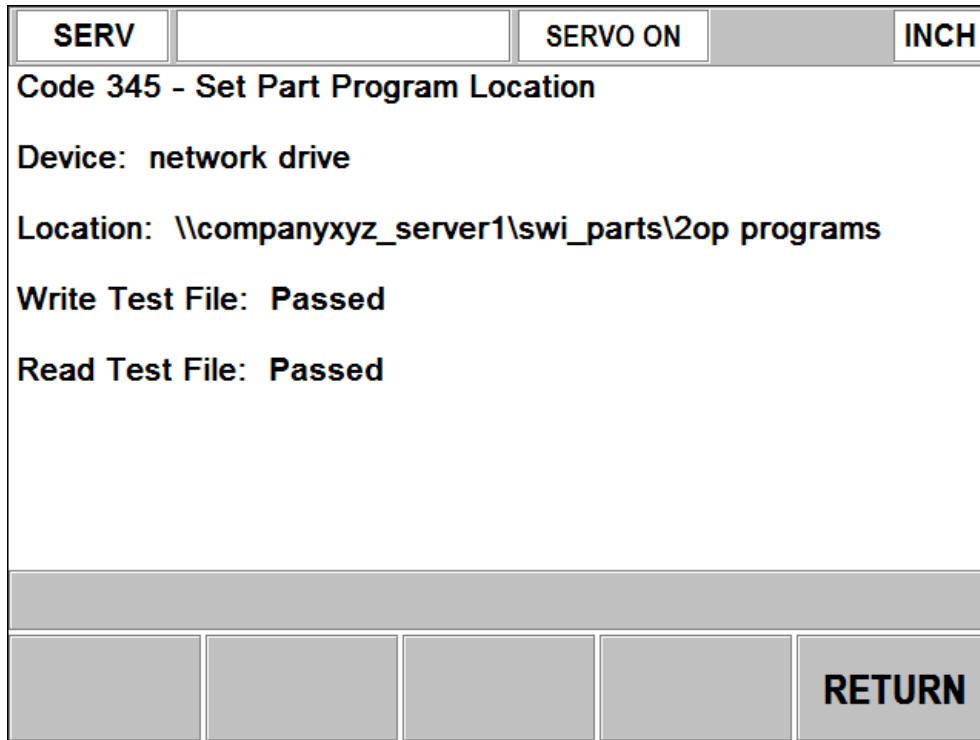 SERV SERVO ON INCH
Code 345 - Set Part Program Location
Device: network drive
Location: \\companyxyz_server1\swi_parts\2op programs
Write Test File: Passed
Read Test File: Passed
RETURN